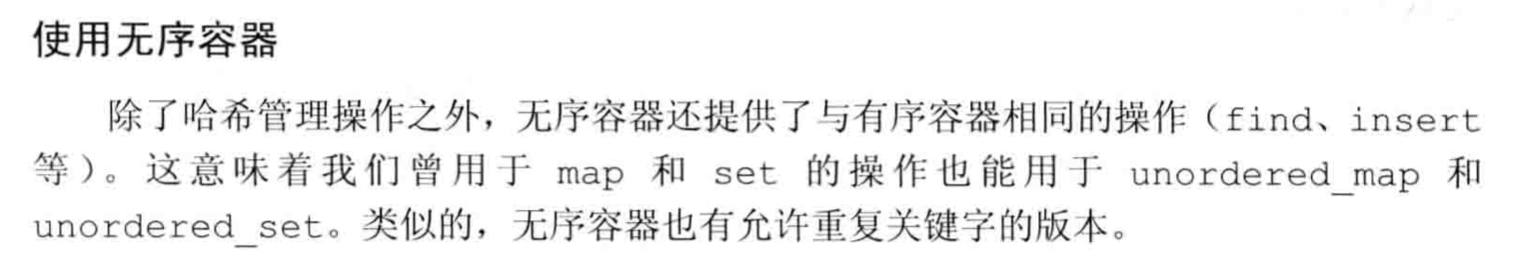 使用无序容器
除了哈希管理操作之外，无序容器还提供了与有序容器相同的操作（find、insert
等）。这意味着我们曾用于 map 和 set 的操作也能用于 unordered_map 和
unordered_set。类似的，无序容器也有允许重复关键字的版本。